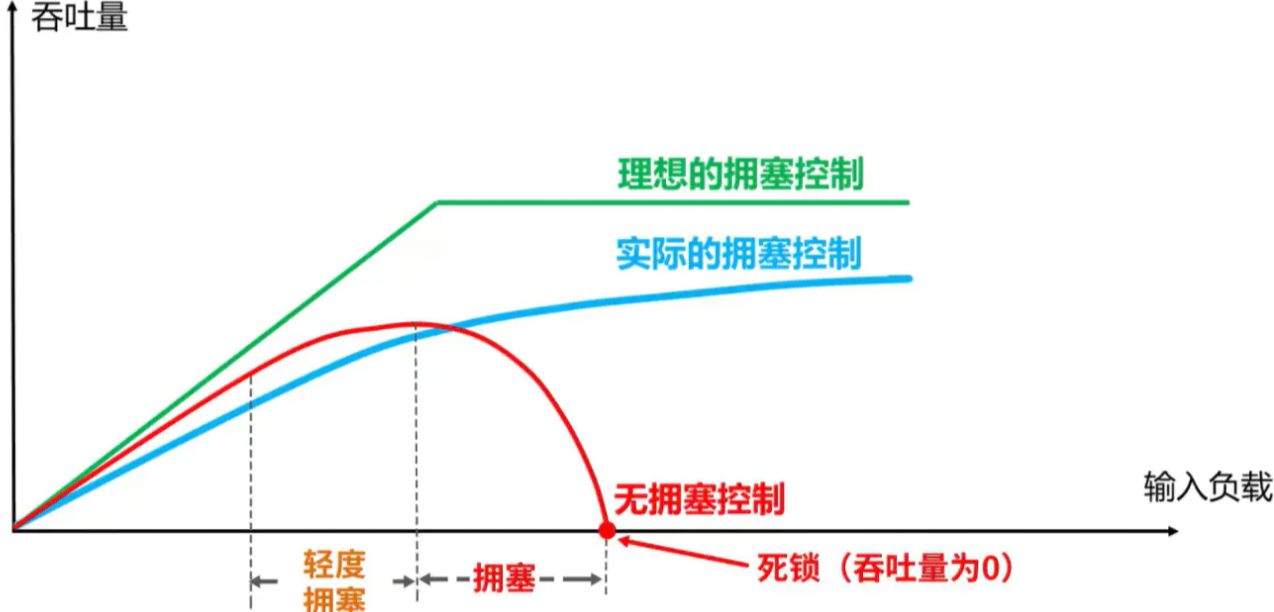 吞吐量
理想的拥塞控制
实际的拥塞控制
输入负载
无拥塞控制
轻度
拥塞
拥塞
死锁（吞吐量为0）